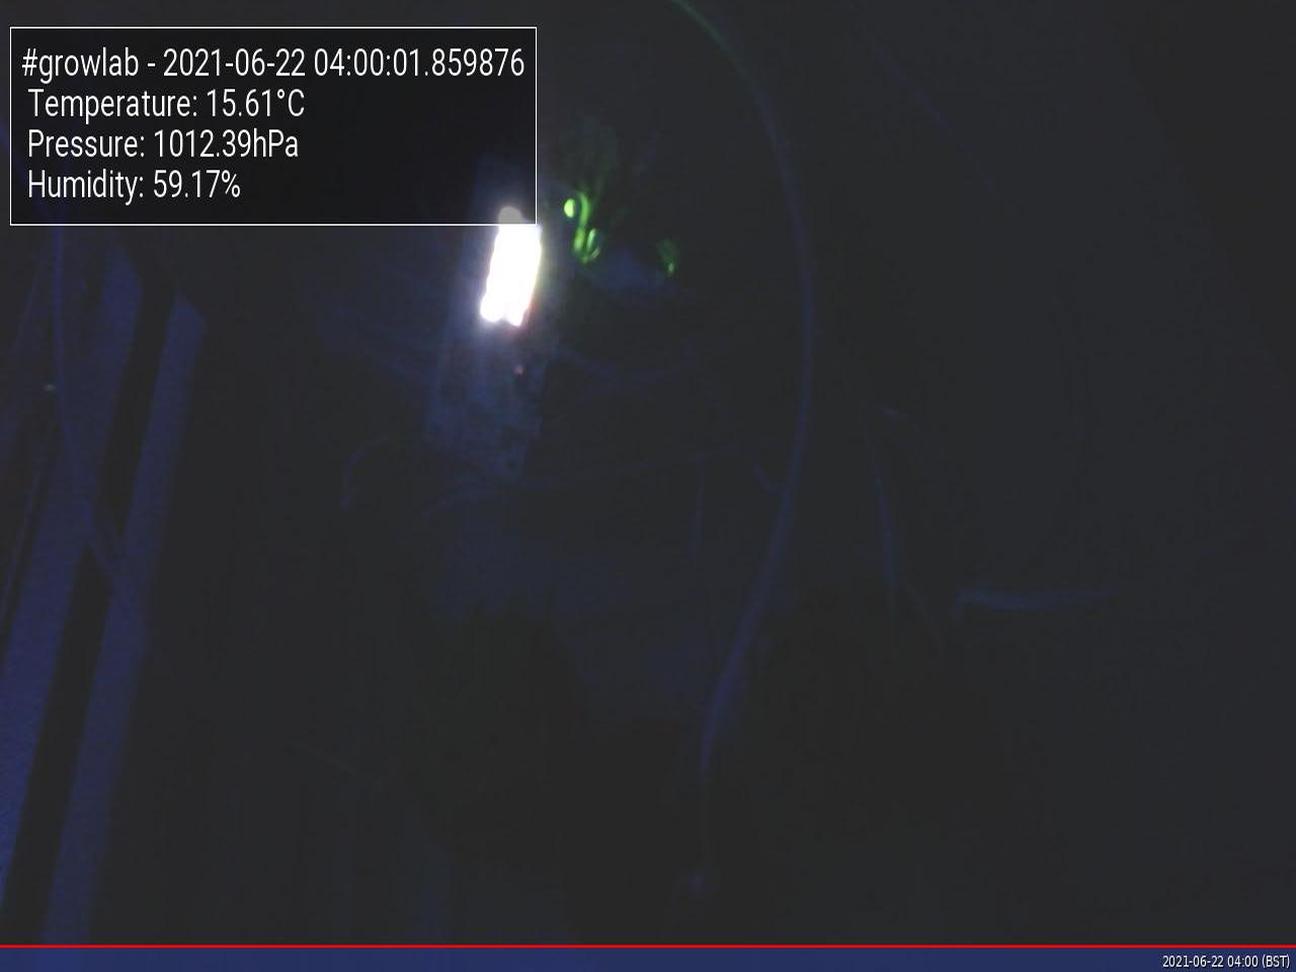 #growlab - 2021-06-22 04:00:01.859876
Temperature: 15.61°C
Pressure: 1012.39hPa
Humidity: 59.17%
2021-06-22 04:00 (BST)